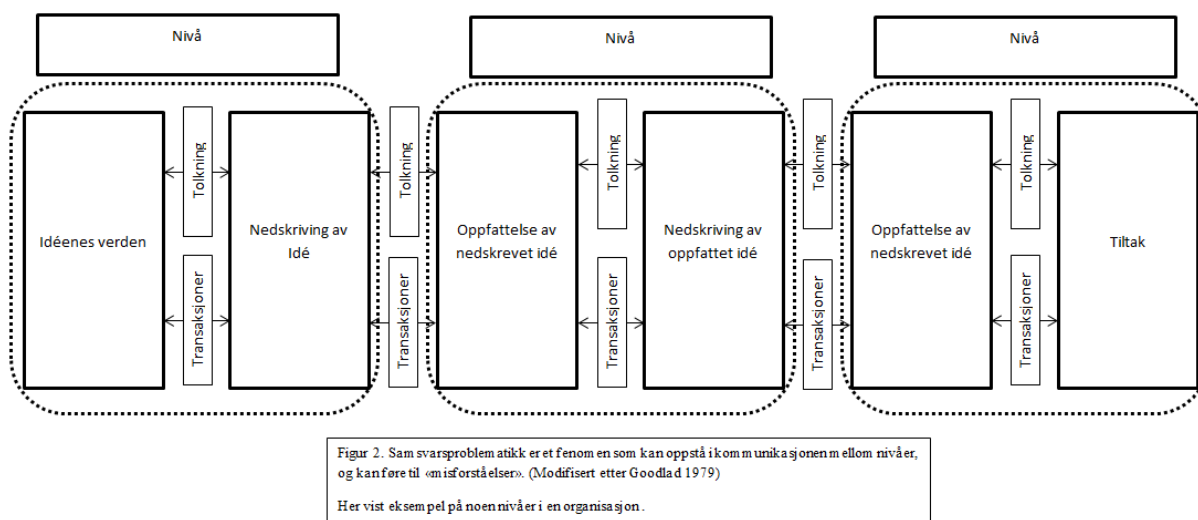 Nivå
Nivå
Nivå
Idéenes verden
Tolkning
Transaksjoner
Nedskriving av
Idé
Tolkning
Transaksjoner
Oppfattelse av
nedskrevet idé
Tolkning
Transaksjoner
Nedskriving av
oppfattet idé
Tolkning
Transaksjoner
Oppfattelse av
nedskrevet idé
Tolkning
Transaksjoner
Tiltak
Figur 2. Samsvarsproblematikk er et fenomen som kan oppstå i kommunikasjonen mellom nivåer,
og kan føre til «misforståelser». (Modifisert etter Goodlad 1979)
Her vist eksempel på noen nivåer i en organisasjon.